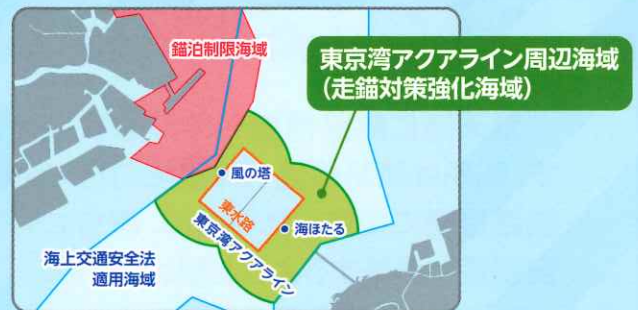 錨泊制限海域
東京湾アクアライン周辺海域
（走錨対策強化海域）
風の塔
東水路
海ほたる
東京湾アクアライン
海上交通安全法
適用海域